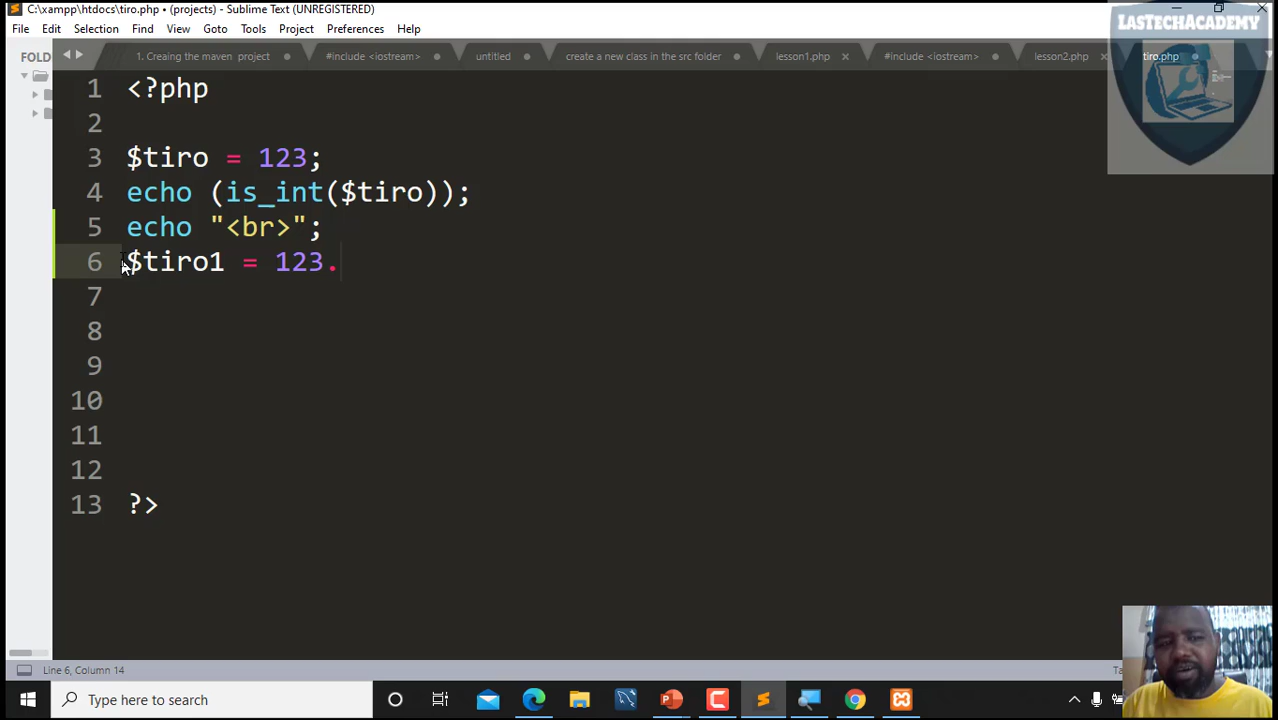 C:\xampp\htdocs\tiro.php • (projects) - Sublime Text (UNREGISTERED)
File Edit Selection Find View Goto Tools Project Preferences Help
FOLD
1. Creaing the maven project
#include <iostream>
untitled
create a new class in the src folder
lesson1.php
#include <iostream>
lesson2.php
tiro.php
LASTECHACADEMY
1 <?php
2
3 $tiro = 123;
4 echo (is_int($tiro));
5 echo "<br>";
6 $tiro1 = 123.
7
8
9
10
11
12
13 ?>
Line 6, Column 14
Ta
Type here to search